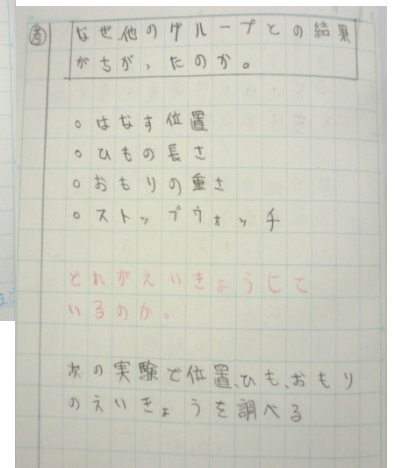 なぜ他のグループとの結果
がちがったのか。
○はなす位置
○ひもの長さ
○おもりの重さ
○ストップウォッチ
どれがえいきょうして
いるのか。
次の実験で位置、ひも、おもり
のえいきょうを調べる